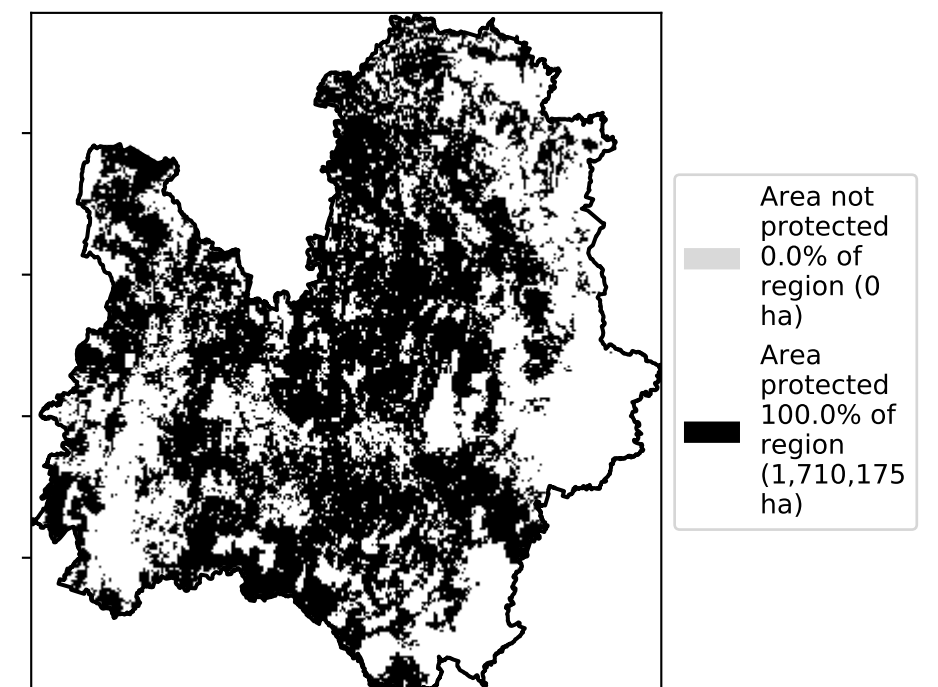 Area not
protected
0.0% of
region (0
ha)
Area
protected
100.0% of
region
(1,710,175
ha)